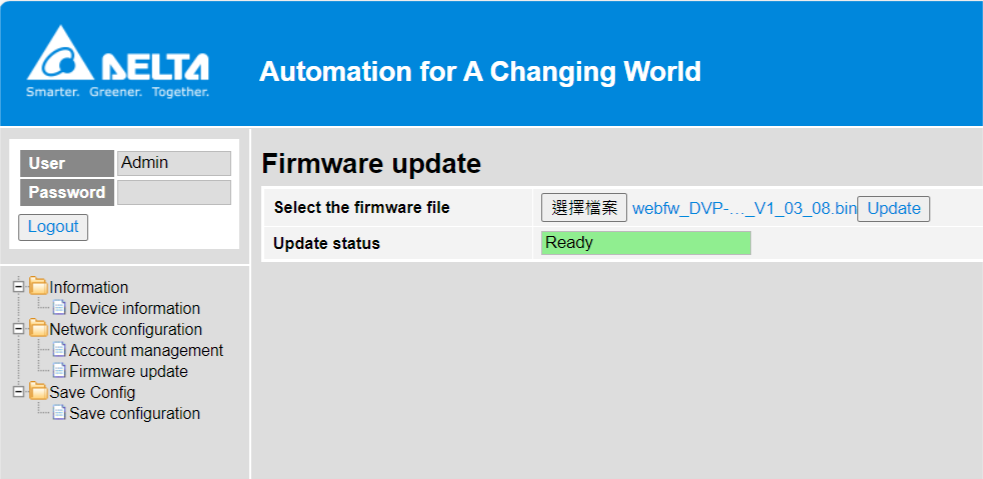 DELTA
Smarter. Greener. Together.
Automation for A Changing World
User Admin
Password
Logout
Firmware update
Select the firmware file 選擇檔案 webfw_DVP-..._V1_03_08.bin Update
Update status Ready
Information
Device information
Network configuration
Account management
Firmware update
Save Config
Save configuration